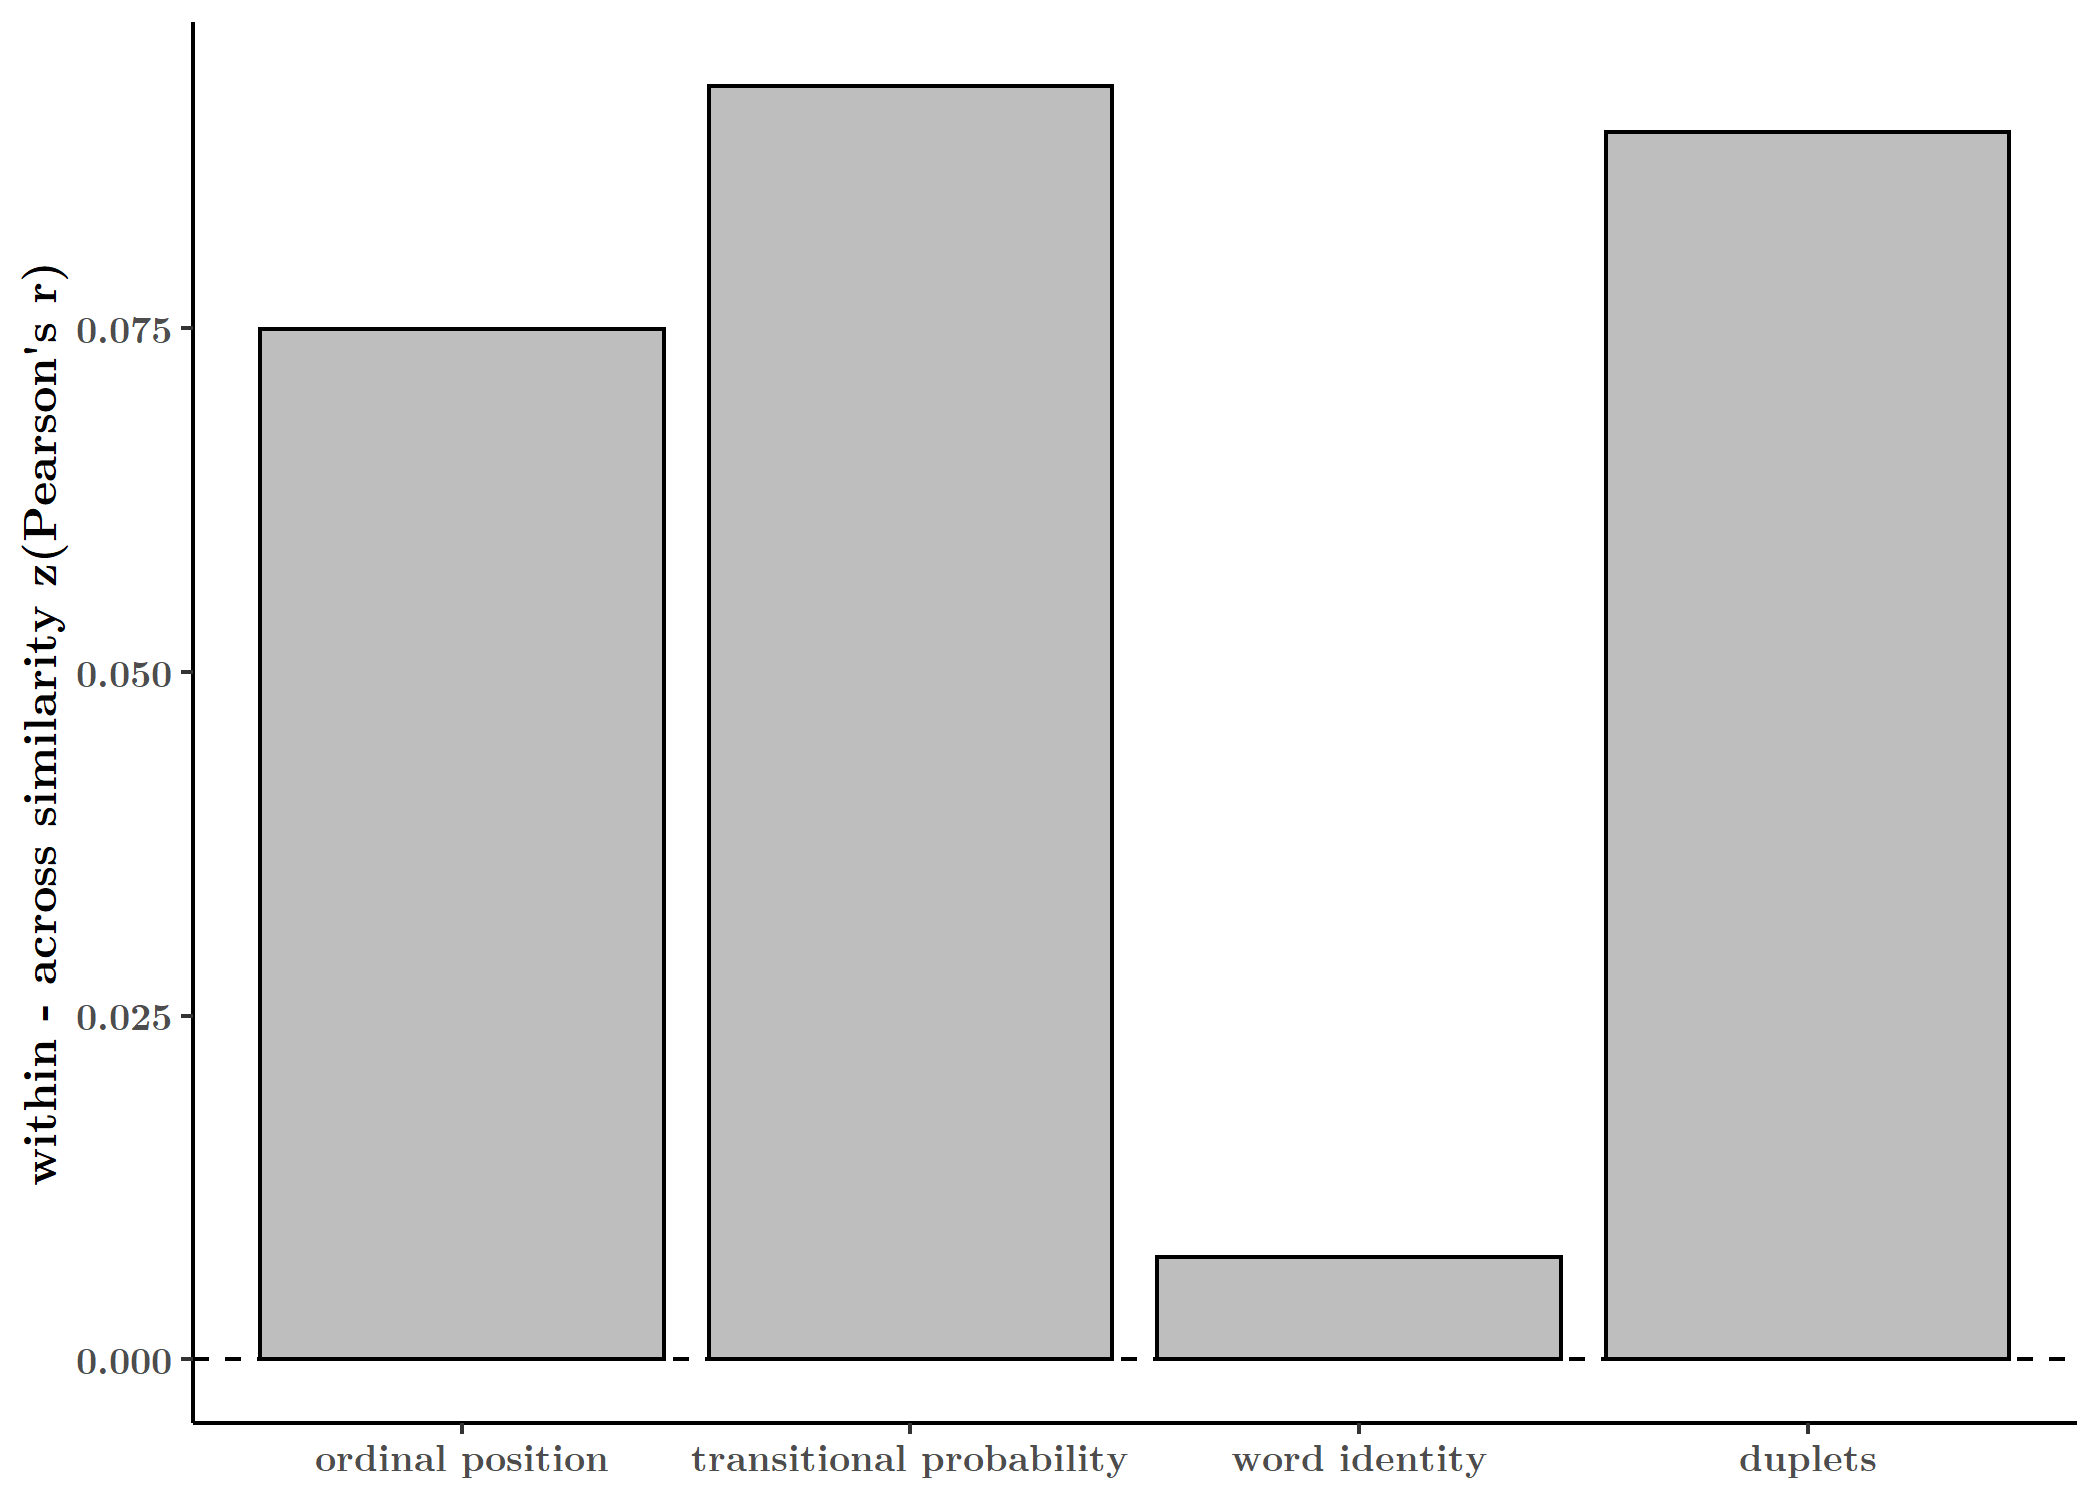 within - across similarity z(Pearson's r)
0.075
0.050
0.025
0.000
ordinal position
transitional probability
word identity
duplets